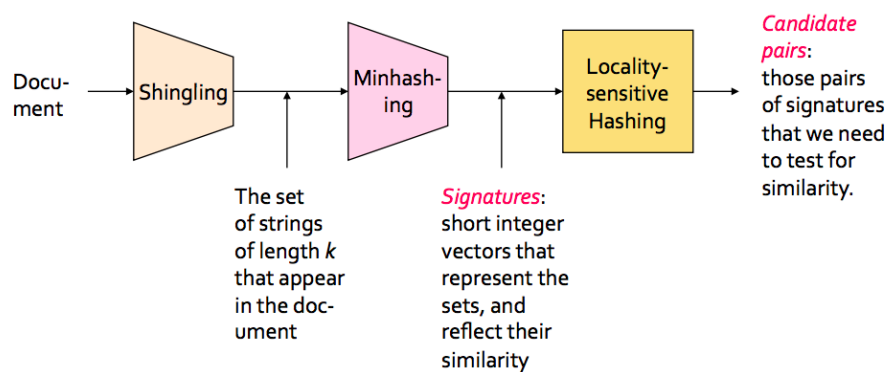 Docu-
ment
Shingling
The set
of strings
of length k
that appear
in the doc-
ument
Minhash-
ing
Signatures:
short integer
vectors that
represent the
sets, and
reflect their
similarity
Locality-
sensitive
Hashing
Candidate
pairs:
those pairs
of signatures
that we need
to test for
similarity.